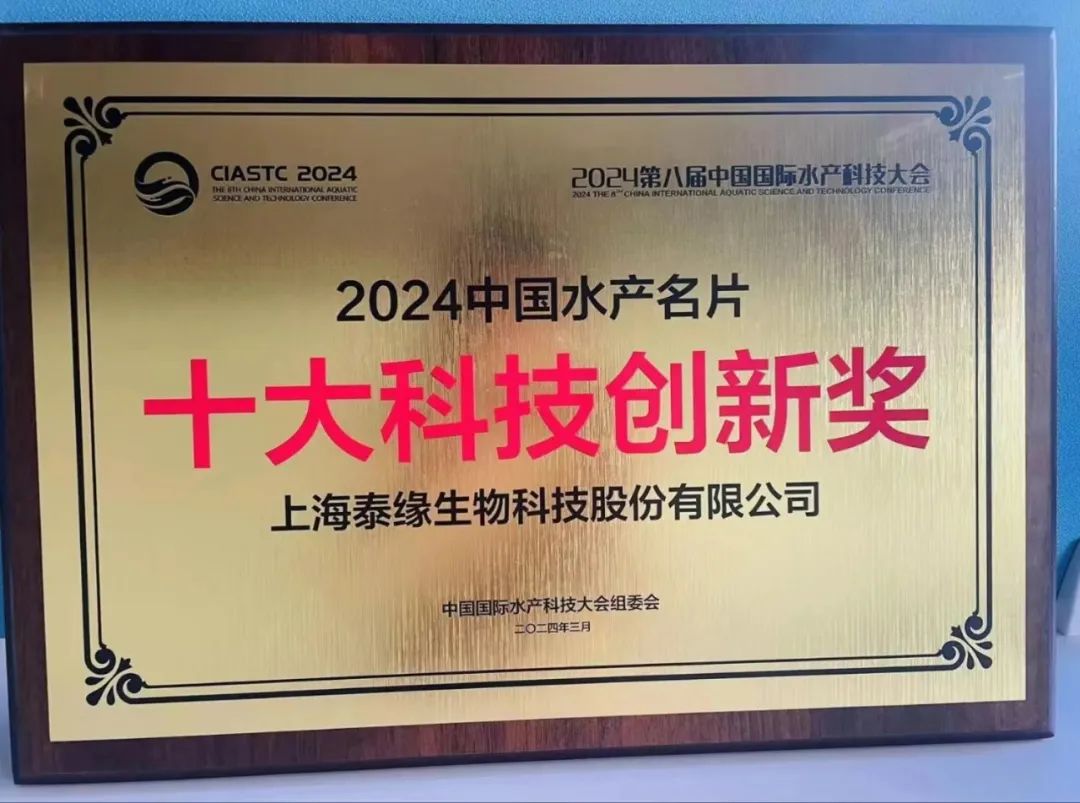 CIASTC 2024
THE 8TH CHINA INTERNATIONAL AQUATIC
SCIENCE AND TECHNOLOGY CONFERENCE
2024第八届中国国际水产科技大会
2024 THE 8TH CHINA INTERNATIONAL AQUATIC SCIENCE AND TECHNOLOGY CONFERENCE
2024中国水产名片
十大科技创新奖
上海泰缘生物科技股份有限公司
中国国际水产科技大会组委会
二〇二四年三月